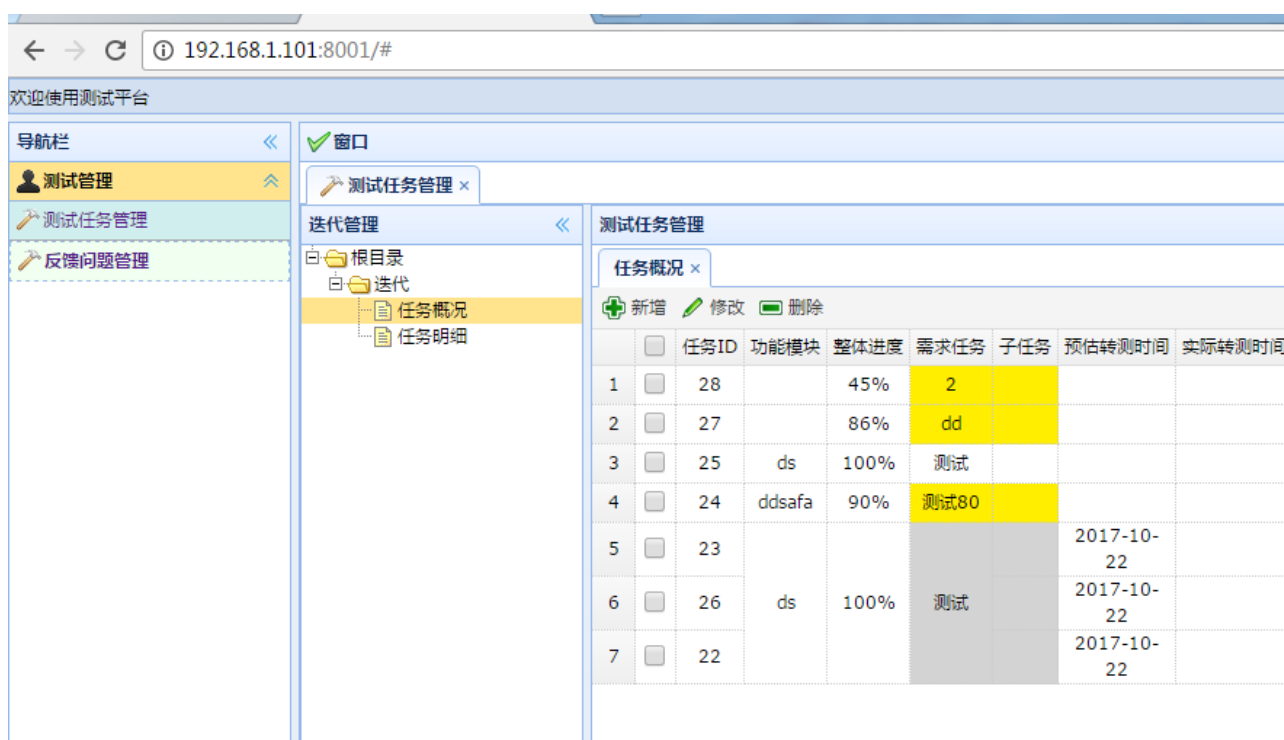 192.168.1.101:8001/#
欢迎使用测试平台
导航栏
窗口
测试管理
测试任务管理
测试任务管理
反馈问题管理
迭代管理
根目录
迭代
任务概况
任务明细
测试任务管理
任务概况
新增 修改 删除
任务ID 功能模块 整体进度 需求任务 子任务 预估转测时间 实际转测时间
1 28 45% 2
2 27 86% dd
3 25 ds 100% 测试
4 24 ddsafa 90% 测试80
5 23 2017-10-
22
6 26 ds 100% 测试 2017-10-
22
7 22 2017-10-
22